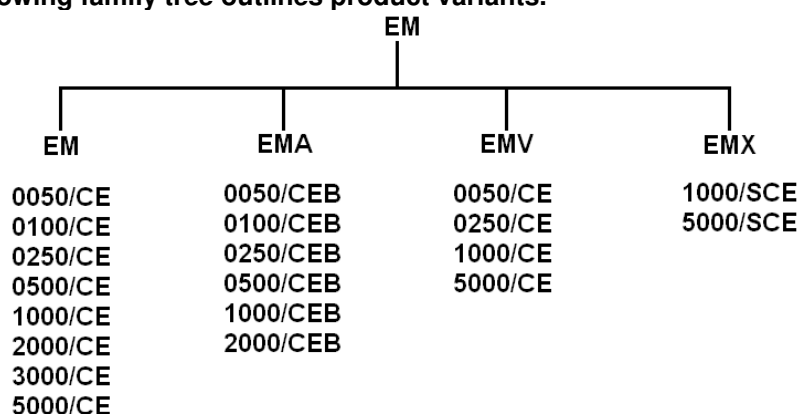 owing family tree outlines product variants.
EM
EM
0050/CE
0100/CE
0250/CE
0500/CE
1000/CE
2000/CE
3000/CE
5000/CE
EMA
0050/CEB
0100/CEB
0250/CEB
0500/CEB
1000/CEB
2000/CEB
EMV
0050/CE
0250/CE
1000/CE
5000/CE
EMX
1000/SCE
5000/SCE